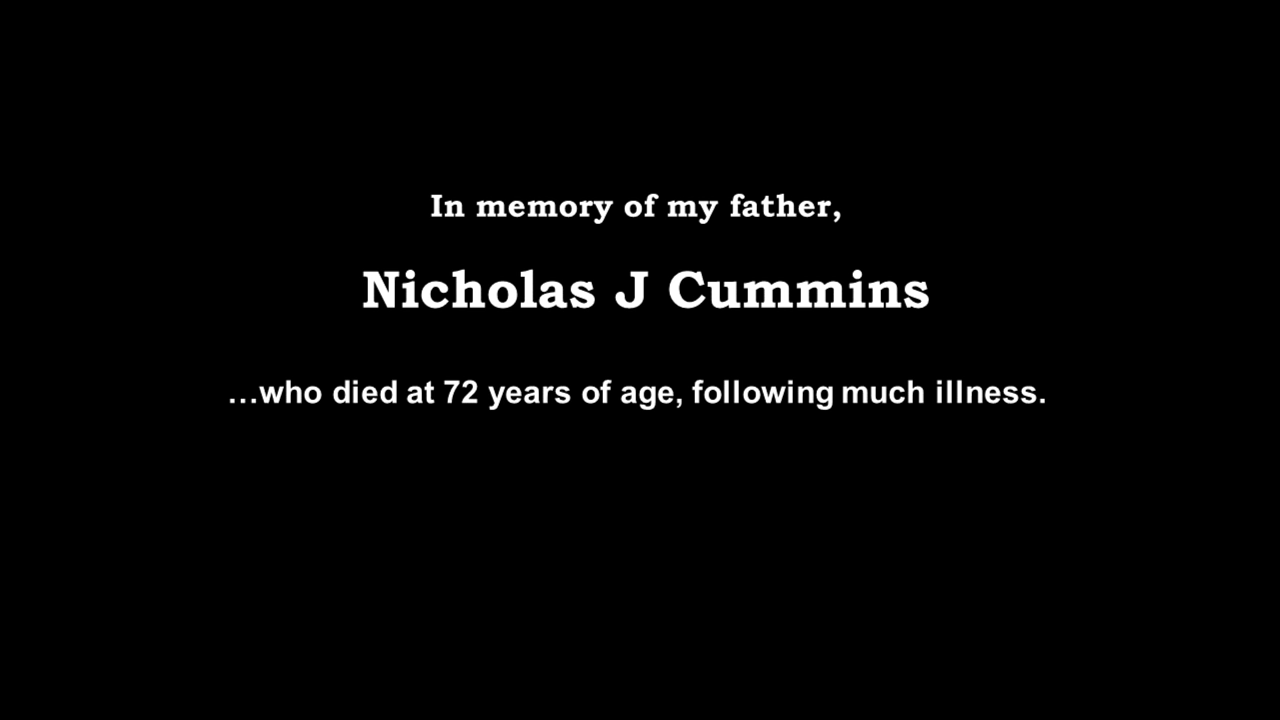 In memory of my father,
Nicholas J Cummins
…who died at 72 years of age, following much illness.